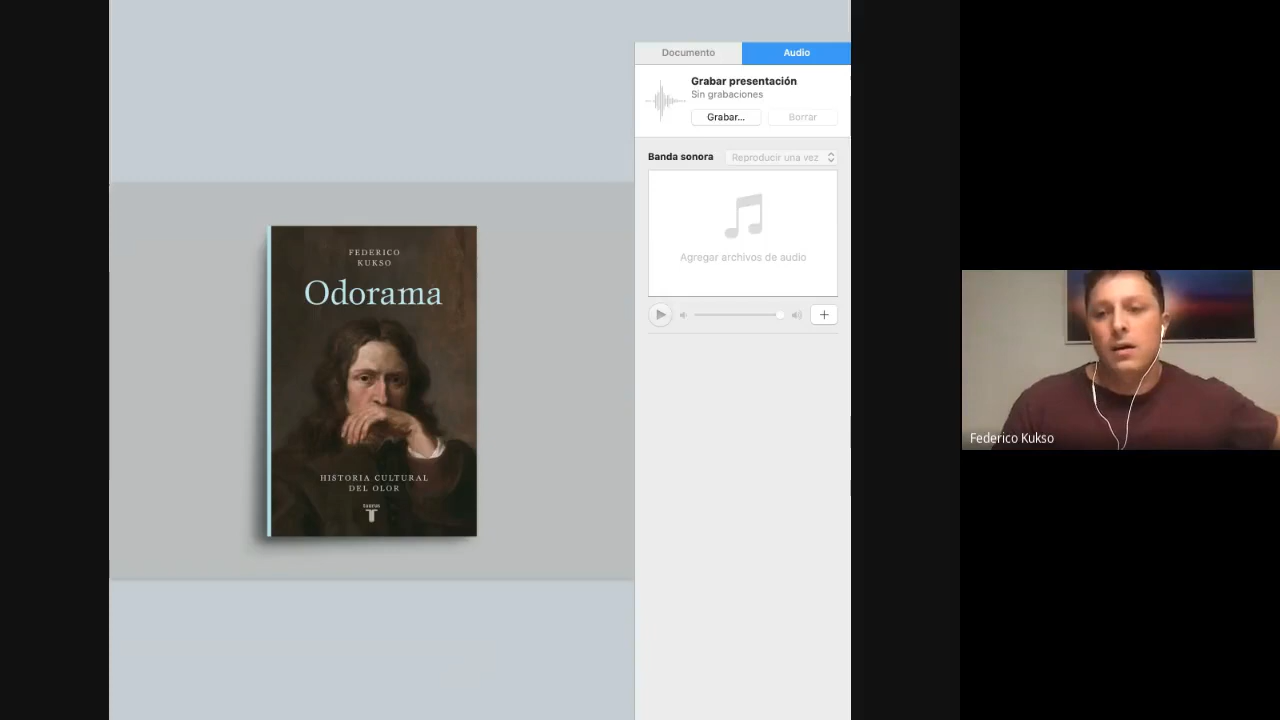 FEDERICO
KUKSO
Odorama
HISTORIA CULTURAL
DEL OLOR
taurus
Documento
Audio
Grabar presentación
Sin grabaciones
Grabar...
Borrar
Banda sonora
Reproducir una vez
Agregar archivos de audio
Federico Kukso